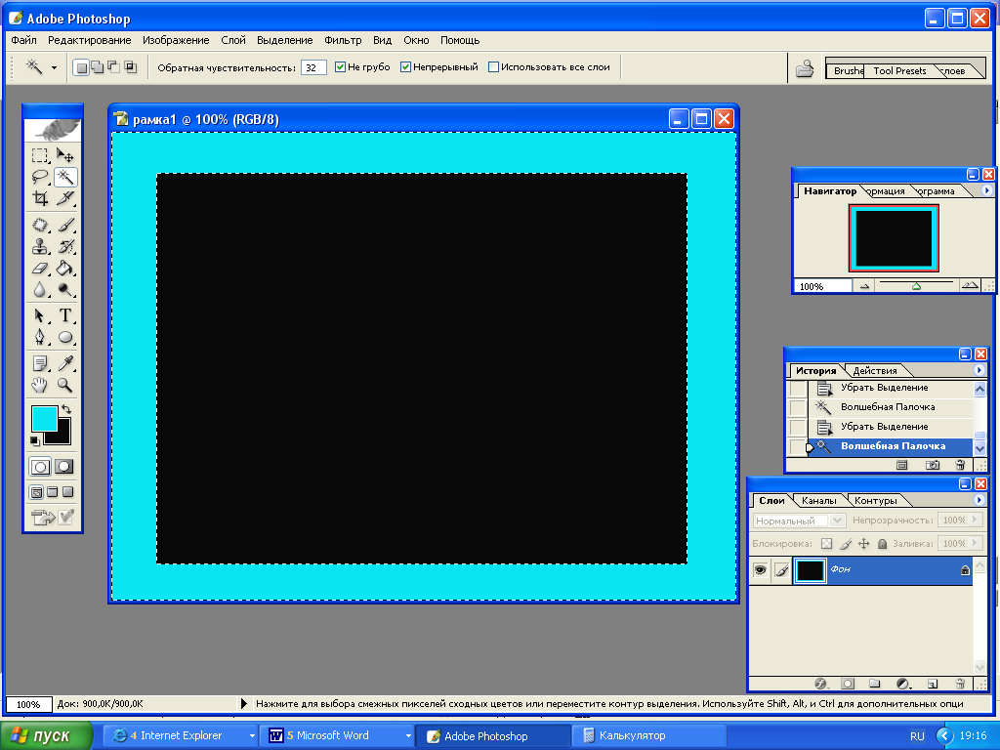 Adobe Photoshop
Файл Редактирование Изображение Слой Выделение Фильтр Вид Окно Помощь
Обратная чувствительность: 32 Не грубо Непрерывный Использовать все слои Brushe Tool Presets слоев
рамка1 @ 100% (RGB/8)
Навигатор ормация ограмма
100%
История Действия
Убрать Выделение
Волшебная Палочка
Убрать Выделение
Волшебная Палочка
Слои Каналы Контуры
Нормальный Непрозрачность: 100%
Блокировка: Заливка: 100%
Фон
T
100% Док: 900,0K/900,0K Нажмите для выбора смежных пикселей сходных цветов или переместите контур выделения. Используйте Shift, Alt, и Ctrl для дополнительных опци
пуск 4 Internet Explorer 5 Microsoft Word Adobe Photoshop Калькулятор RU 19:16